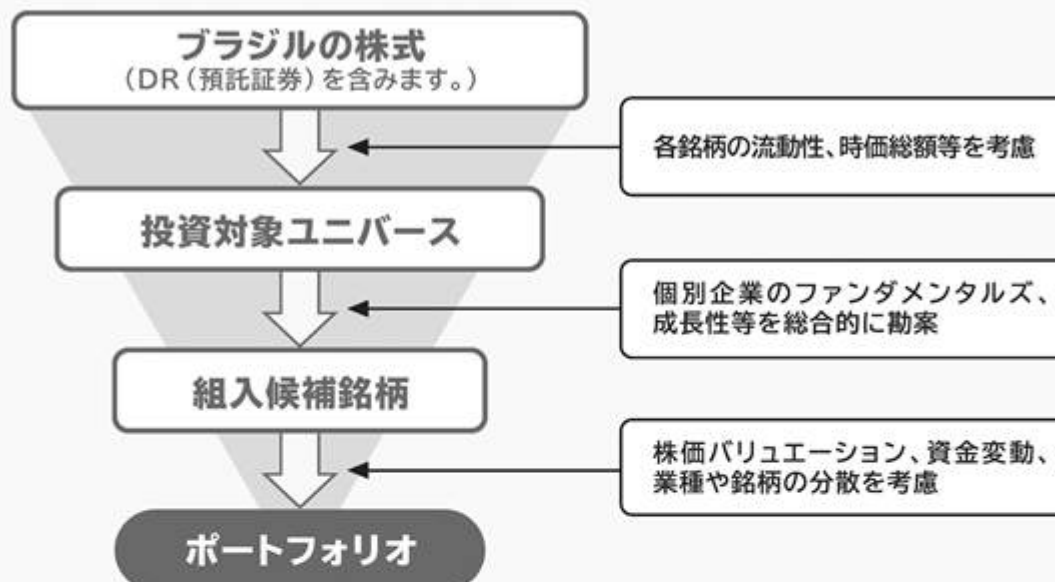 ブラジルの株式
（DR（預託証券）を含みます。）
各銘柄の流動性、時価総額等を考慮
投資対象ユニバース
個別企業のファンダメンタルズ、
成長性等を総合的に勘案
組入候補銘柄
株価バリュエーション、資金変動、
業種や銘柄の分散を考慮
ポートフォリオ